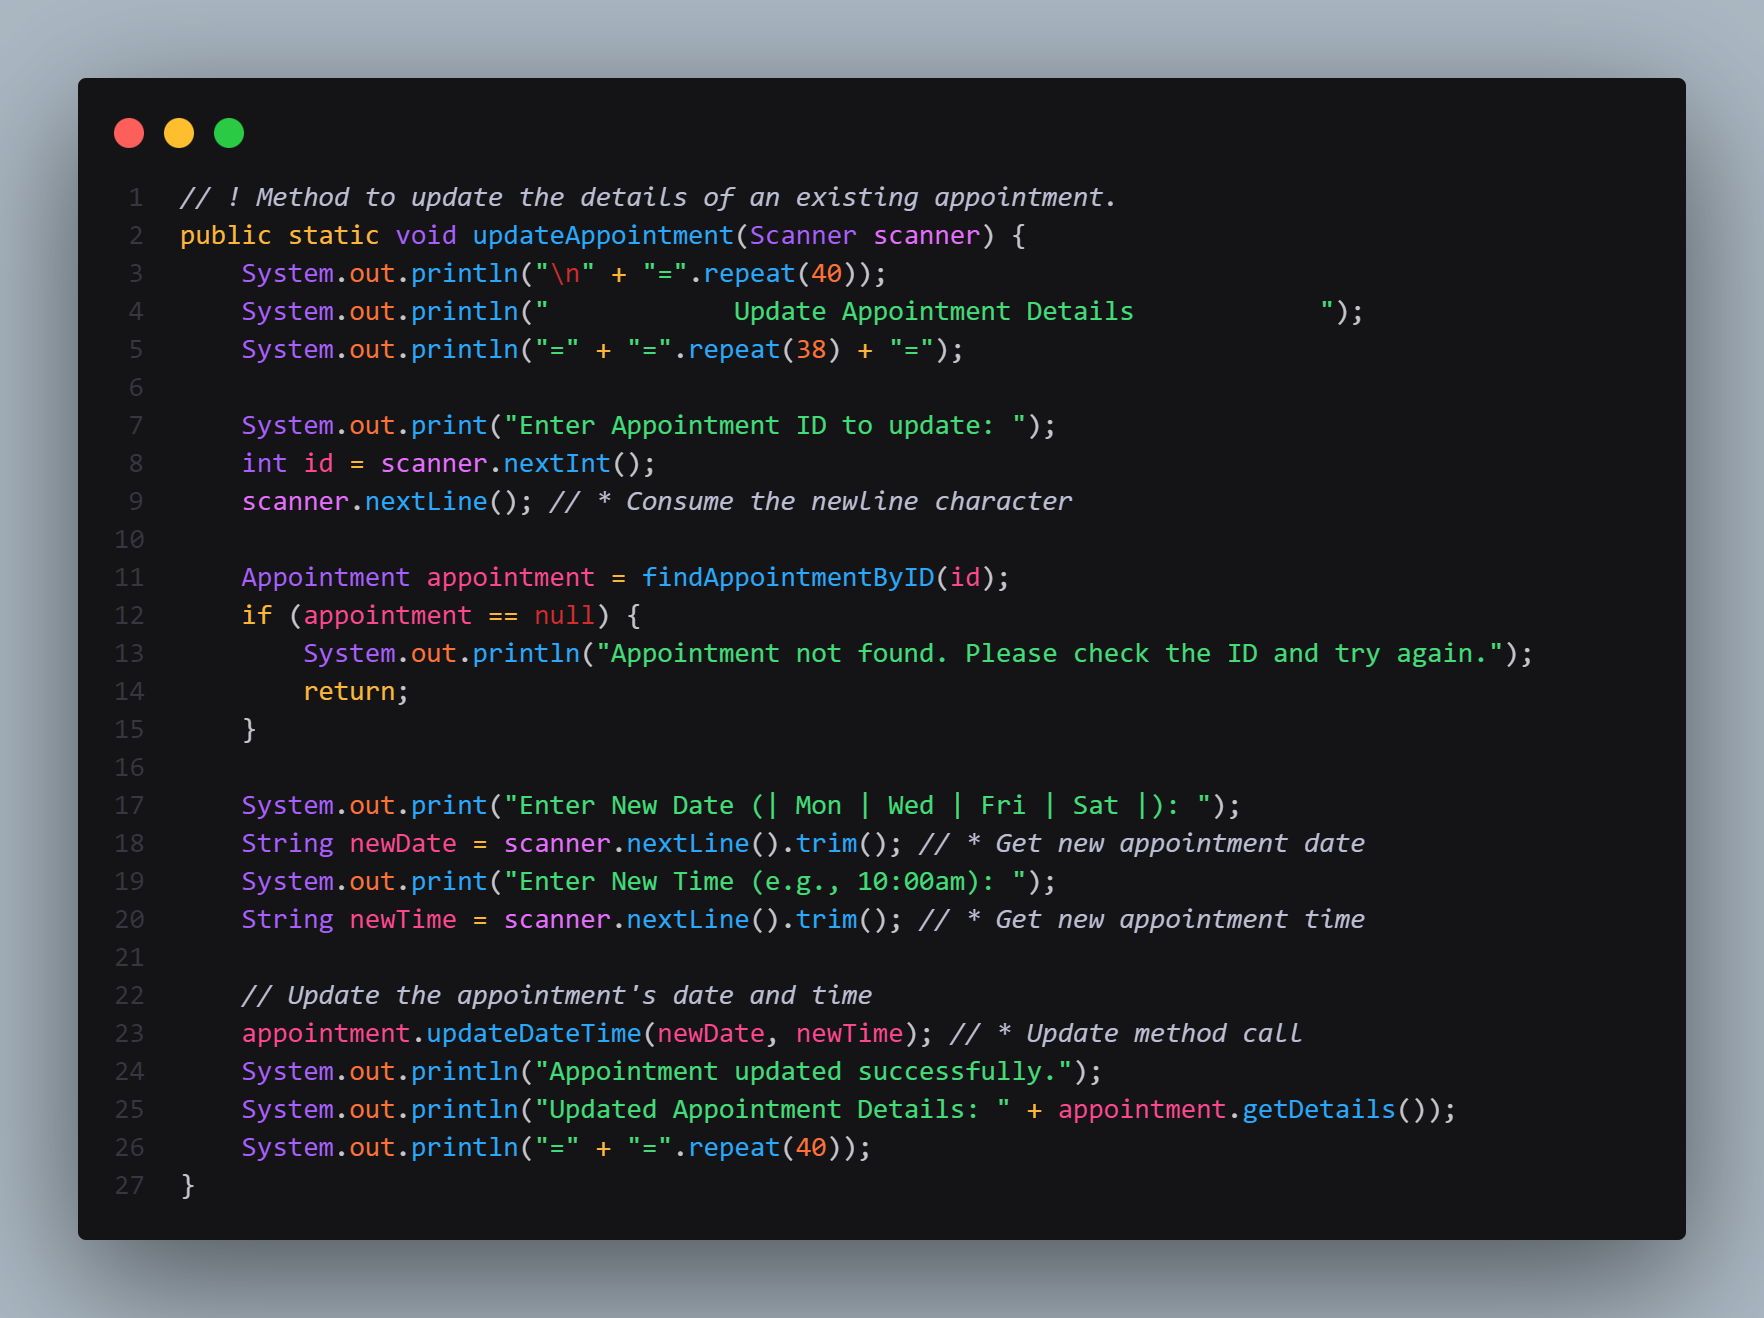 1 // ! Method to update the details of an existing appointment.
2 public static void updateAppointment(Scanner scanner) {
3     System.out.println("\n" + "=".repeat(40));
4     System.out.println("            Update Appointment Details            ");
5     System.out.println("=" + "=".repeat(38) + "=");
6
7     System.out.print("Enter Appointment ID to update: ");
8     int id = scanner.nextInt();
9     scanner.nextLine(); // * Consume the newline character
10
11     Appointment appointment = findAppointmentByID(id);
12     if (appointment == null) {
13         System.out.println("Appointment not found. Please check the ID and try again.");
14         return;
15     }
16
17     System.out.print("Enter New Date (| Mon | Wed | Fri | Sat |): ");
18     String newDate = scanner.nextLine().trim(); // * Get new appointment date
19     System.out.print("Enter New Time (e.g., 10:00am): ");
20     String newTime = scanner.nextLine().trim(); // * Get new appointment time
21
22     // Update the appointment's date and time
23     appointment.updateDateTime(newDate, newTime); // * Update method call
24     System.out.println("Appointment updated successfully.");
25     System.out.println("Updated Appointment Details: " + appointment.getDetails());
26     System.out.println("=" + "=".repeat(40));
27 }